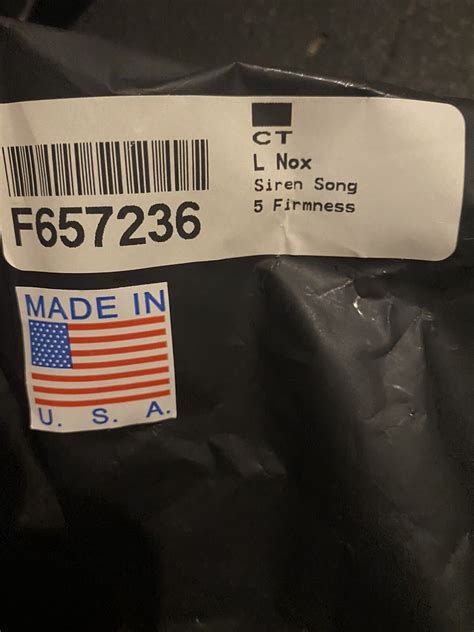 CT
L Nox
Siren Song
5 Firmness
F657236
MADE IN
U. S. A.